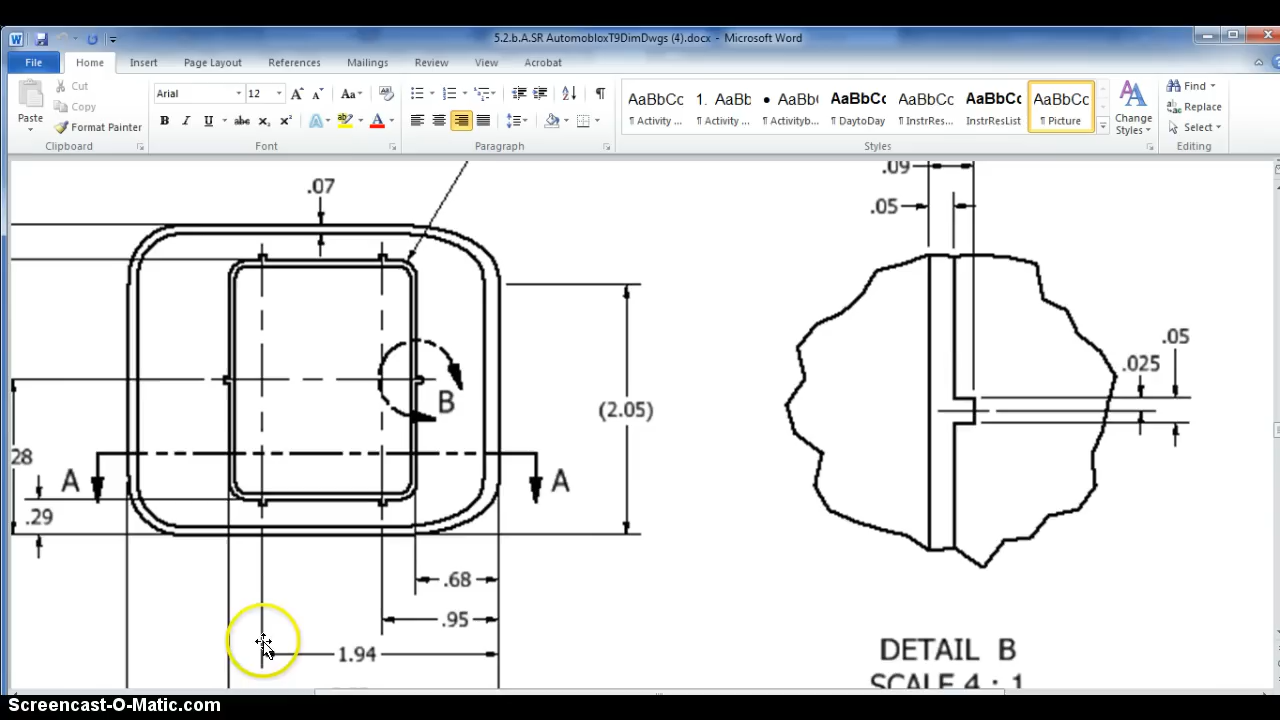 5.2.b.A.SR AutomobloxT9DimDwgs (4).docx - Microsoft Word
File Home Insert Page Layout References Mailings Review View Acrobat
Paste
Cut
Copy
Format Painter
Clipboard
Arial 12
Font
Paragraph
AaBbCc 1. AaBb • AaBb AaBbCc AaBbCc AaBbCc AaBbCc
¶ Activity ... ¶ Activity ... ¶ Activityb... ¶ DaytoDay ¶ InstrRes... InstrResList ¶ Picture
Styles
Change Styles
Find
Replace
Select
Editing
.07
.09
.05
.05
.025
(2.05)
B
28
A A
.29
.68
.95
1.94
DETAIL B
SCALE 4 : 1
Screencast-O-Matic.com